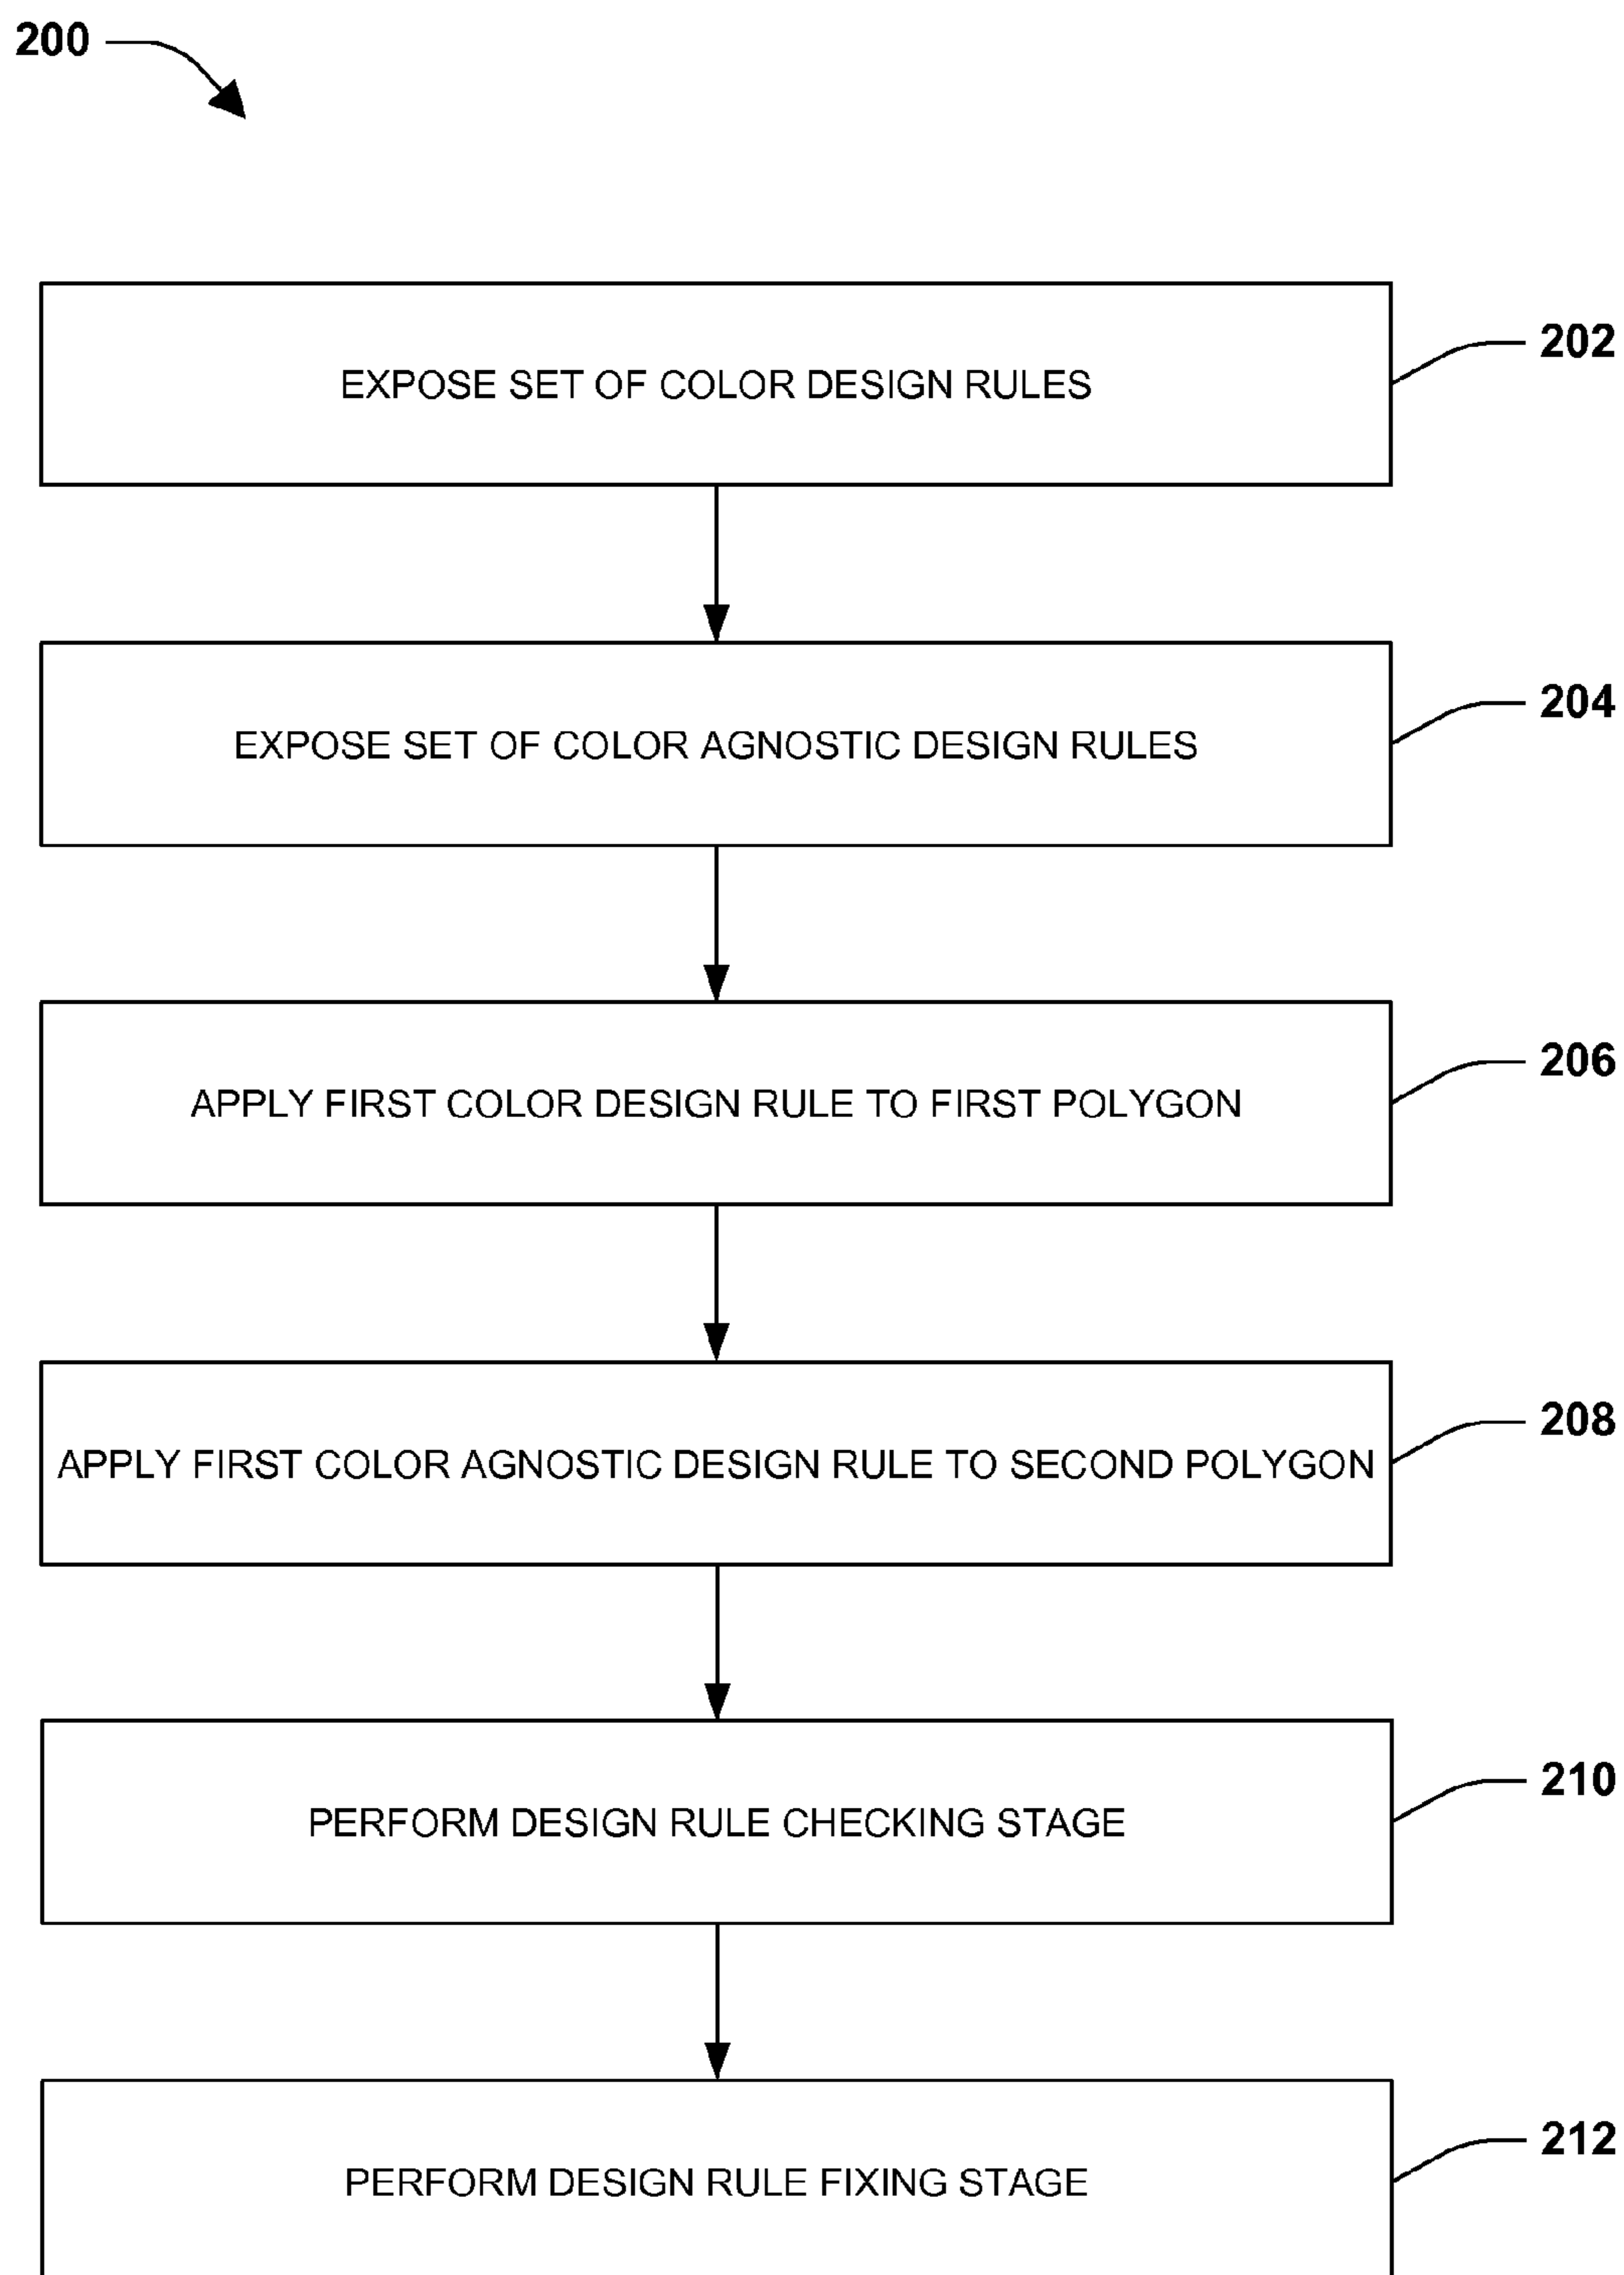 200
EXPOSE SET OF COLOR DESIGN RULES
202
EXPOSE SET OF COLOR AGNOSTIC DESIGN RULES
204
APPLY FIRST COLOR DESIGN RULE TO FIRST POLYGON
206
APPLY FIRST COLOR AGNOSTIC DESIGN RULE TO SECOND POLYGON
208
PERFORM DESIGN RULE CHECKING STAGE
210
PERFORM DESIGN RULE FIXING STAGE
212